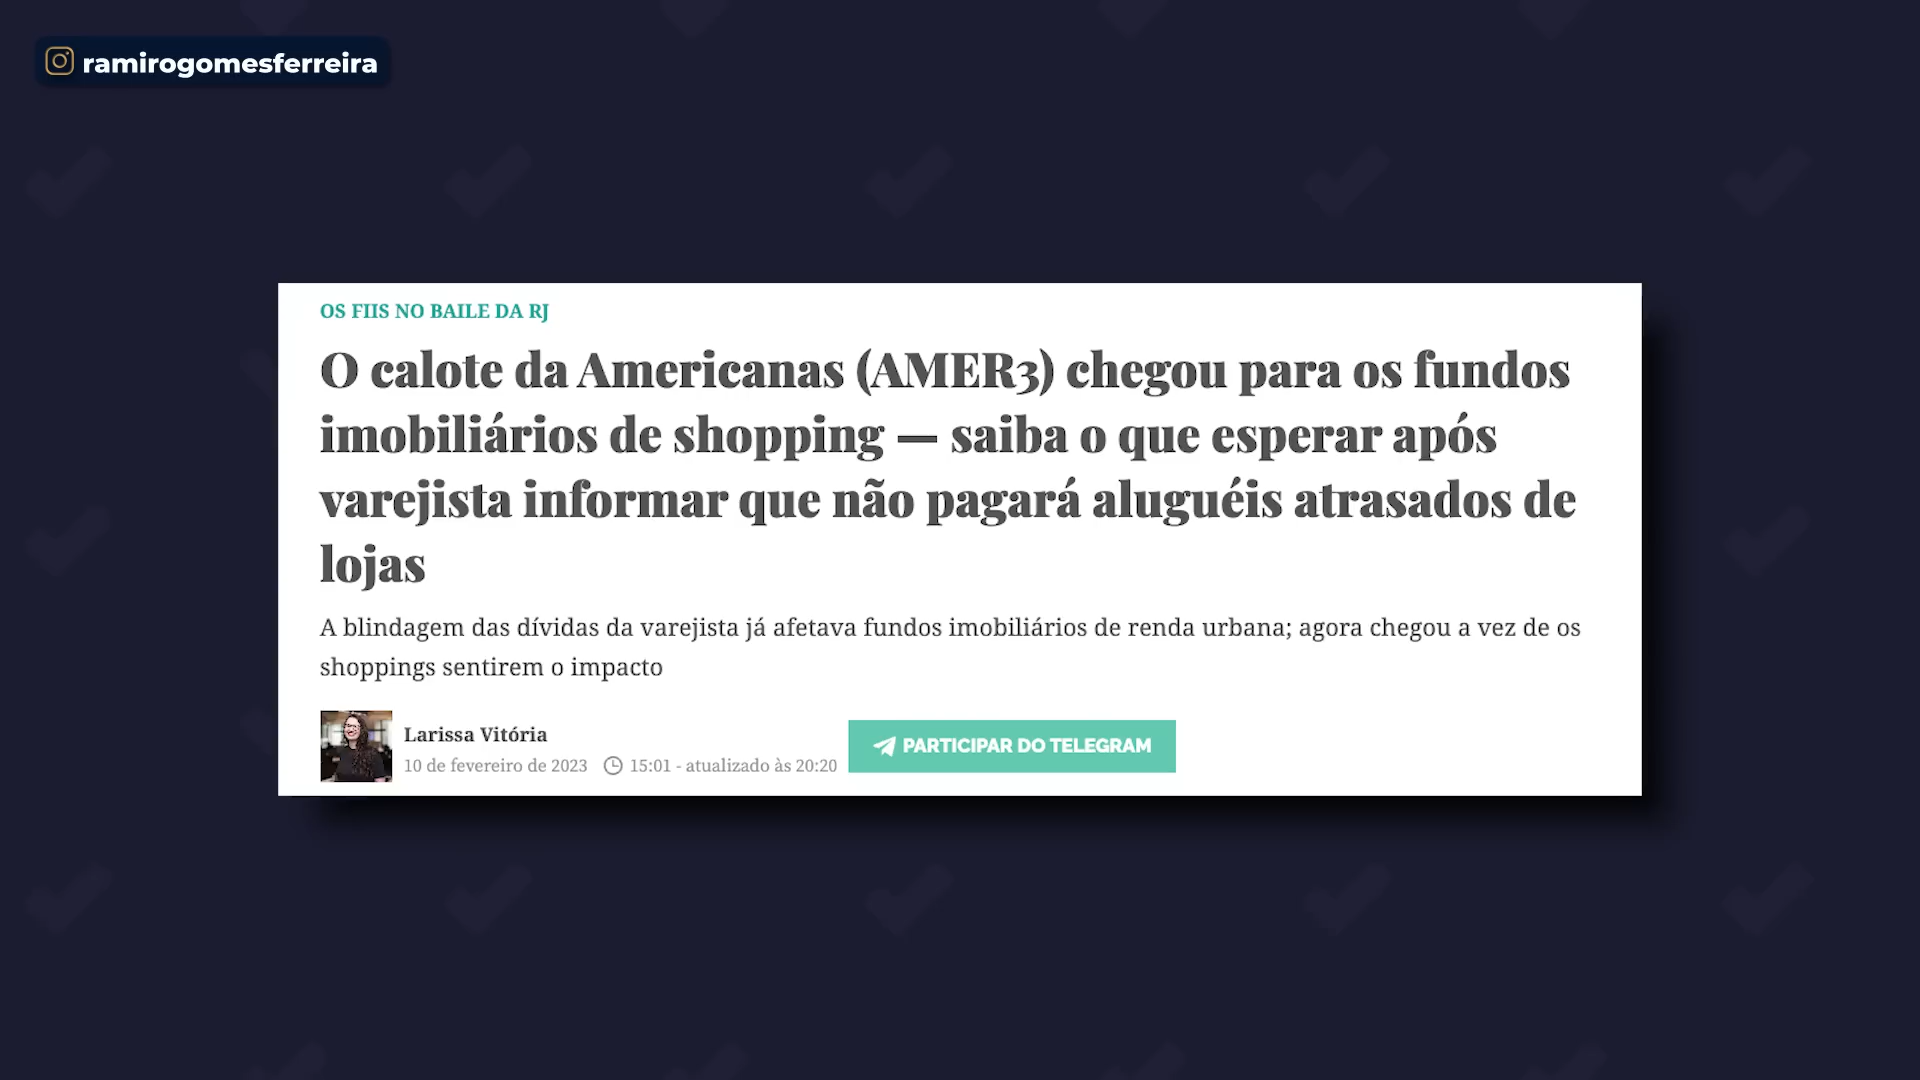 ramirogomesferreira
OS FIIS NO BAILE DA RJ
O calote da Americanas (AMER3) chegou para os fundos
imobiliários de shopping — saiba o que esperar após
varejista informar que não pagará aluguéis atrasados de
lojas
A blindagem das dívidas da varejista já afetava fundos imobiliários de renda urbana; agora chegou a vez de os
shoppings sentirem o impacto
Larissa Vitória
10 de fevereiro de 2023 15:01 - atualizado às 20:20
PARTICIPAR DO TELEGRAM